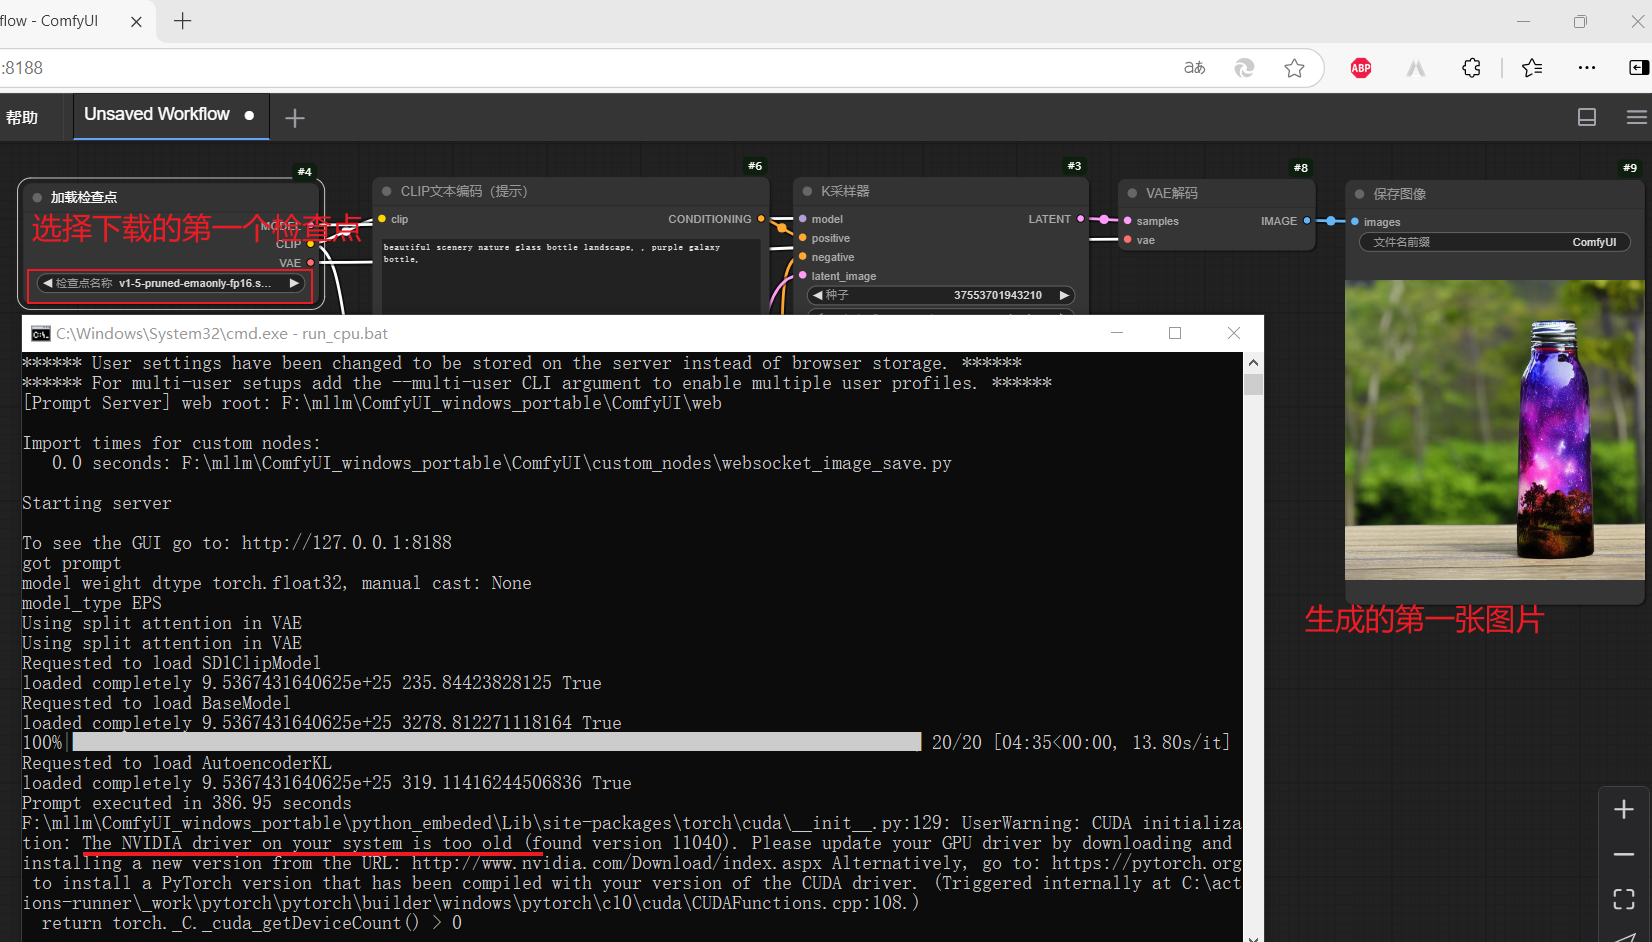 flow - ComfyUI
:8188
aあ
ABP
帮助
Unsaved Workflow
#4
加载检查点
选择下载的第一个检查点
MODEL
CLIP
VAE
检查点名称 v1-5-pruned-emaonly-fp16.s...
#6
CLIP文本编码（提示）
clip
CONDITIONING
beautiful scenery nature glass bottle landscape, , purple galaxy
bottle,
#3
K采样器
model
LATENT
positive
negative
latent_image
种子 37553701943210
#8
VAE解码
samples
IMAGE
vae
#9
保存图像
images
文件名前缀 ComfyUI
生成的第一张图片
C:\Windows\System32\cmd.exe - run_cpu.bat
****** User settings have been changed to be stored on the server instead of browser storage. ******
****** For multi-user setups add the --multi-user CLI argument to enable multiple user profiles. ******
[Prompt Server] web root: F:\mllm\ComfyUI_windows_portable\ComfyUI\web
Import times for custom nodes:
0.0 seconds: F:\mllm\ComfyUI_windows_portable\ComfyUI\custom_nodes\websocket_image_save.py
Starting server
To see the GUI go to: http://127.0.0.1:8188
got prompt
model weight dtype torch.float32, manual cast: None
model_type EPS
Using split attention in VAE
Using split attention in VAE
Requested to load SD1ClipModel
loaded completely 9.5367431640625e+25 235.84423828125 True
Requested to load BaseModel
loaded completely 9.5367431640625e+25 3278.812271118164 True
100%| 20/20 [04:35<00:00, 13.80s/it]
Requested to load AutoencoderKL
loaded completely 9.5367431640625e+25 319.11416244506836 True
Prompt executed in 386.95 seconds
F:\mllm\ComfyUI_windows_portable\python_embeded\Lib\site-packages\torch\cuda\__init__.py:129: UserWarning: CUDA initializa
tion: The NVIDIA driver on your system is too old (found version 11040). Please update your GPU driver by downloading and
installing a new version from the URL: http://www.nvidia.com/Download/index.aspx Alternatively, go to: https://pytorch.org
to install a PyTorch version that has been compiled with your version of the CUDA driver. (Triggered internally at C:\act
ions-runner\_work\pytorch\pytorch\builder\windows\pytorch\c10\cuda\CUDAFunctions.cpp:108.)
return torch._C._cuda_getDeviceCount() > 0